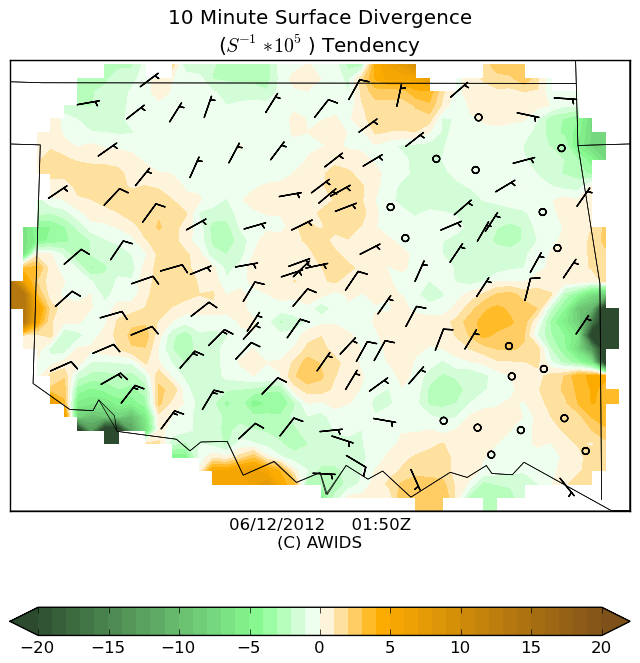 10 Minute Surface Divergence
(S⁻¹ * 10⁵ ) Tendency
06/12/2012 01:50Z
(C) AWIDS
−20 −15 −10 −5 0 5 10 15 20